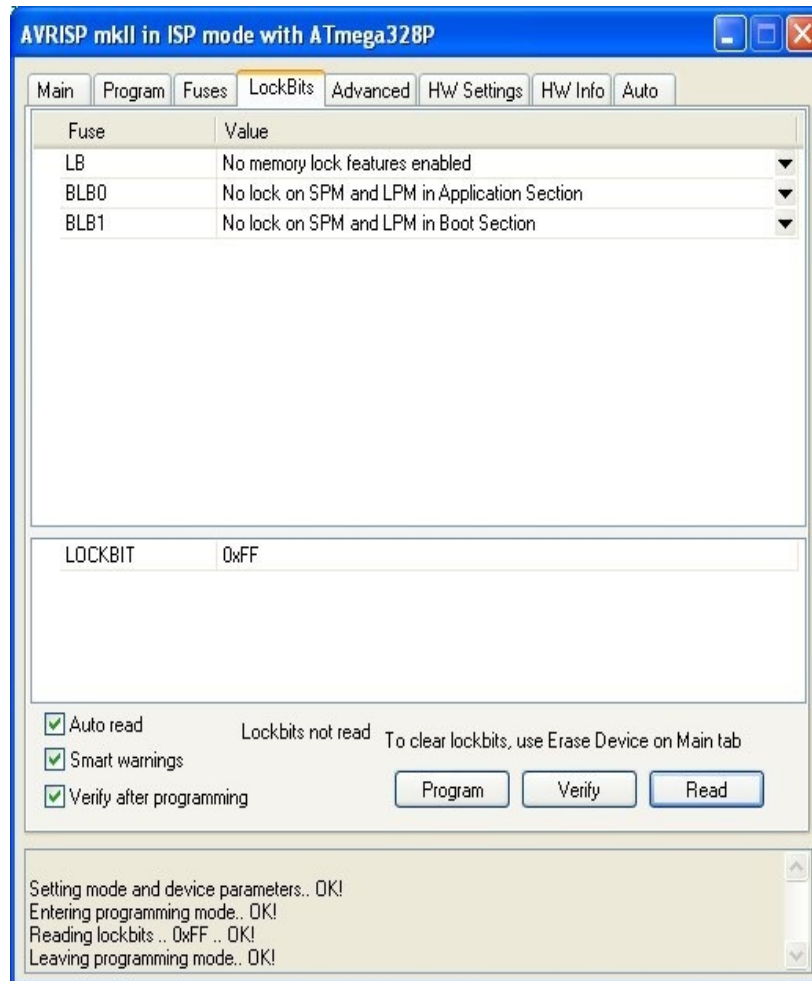 AVRISP mkII in ISP mode with ATmega328P
Main Program Fuses LockBits Advanced HW Settings HW Info Auto
Fuse Value
LB No memory lock features enabled
BLB0 No lock on SPM and LPM in Application Section
BLB1 No lock on SPM and LPM in Boot Section
LOCKBIT 0xFF
Auto read
Smart warnings
Verify after programming
Lockbits not read
To clear lockbits, use Erase Device on Main tab
Program Verify Read
Setting mode and device parameters.. OK!
Entering programming mode.. OK!
Reading lockbits .. 0xFF .. OK!
Leaving programming mode.. OK!